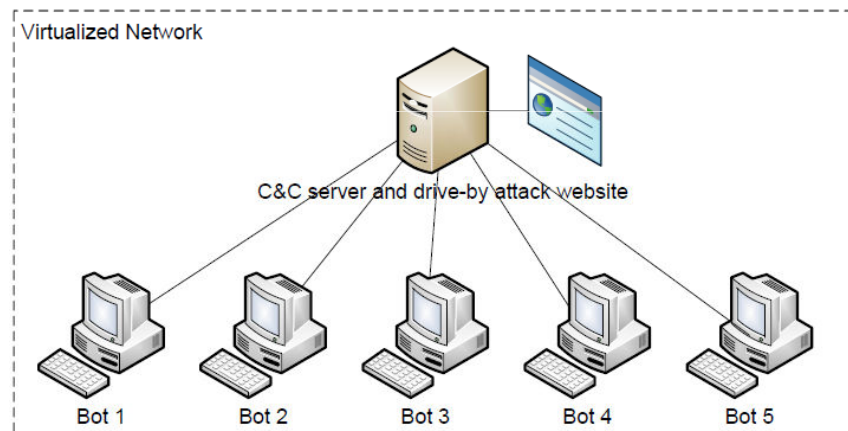 Virtualized Network
C&C server and drive-by attack website
Bot 1
Bot 2
Bot 3
Bot 4
Bot 5